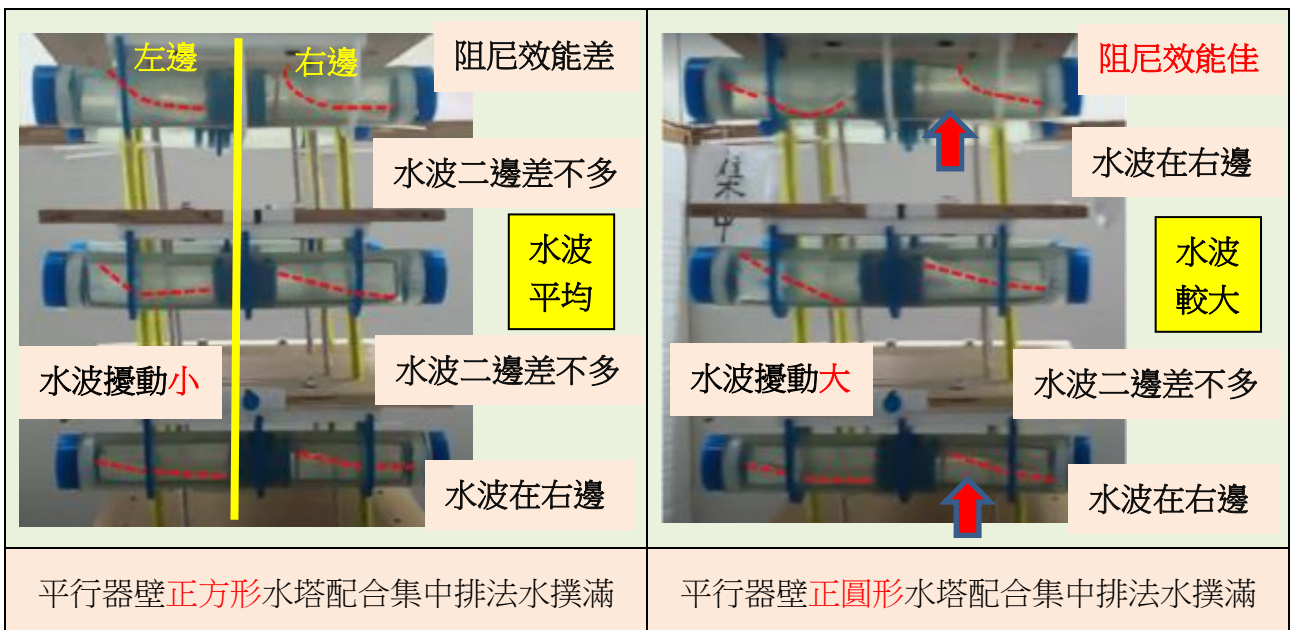 左邊
右邊
阻尼效能差
水波二邊差不多
水波
平均
水波擾動小
水波二邊差不多
水波在右邊
平行器壁正方形水塔配合集中排法水撲滿
阻尼效能佳
水波在右邊
水波
較大
水波擾動大
水波二邊差不多
水波在右邊
平行器壁正圓形水塔配合集中排法水撲滿